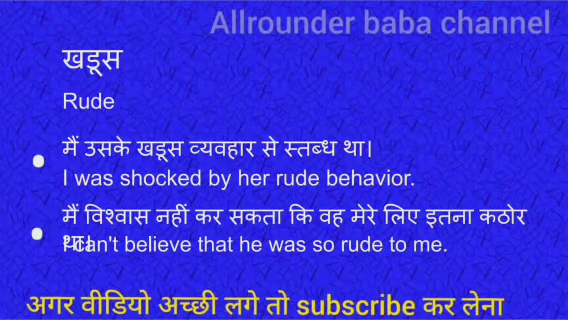 Allrounder baba channel
खड़ूस
Rude
मैं उसके खड़ूस व्यवहार से स्तब्ध था।
I was shocked by her rude behavior.
मैं विश्वास नहीं कर सकता कि वह मेरे लिए इतना कठोर
था।
I can't believe that he was so rude to me.
अगर वीडियो अच्छी लगे तो subscribe कर लेना